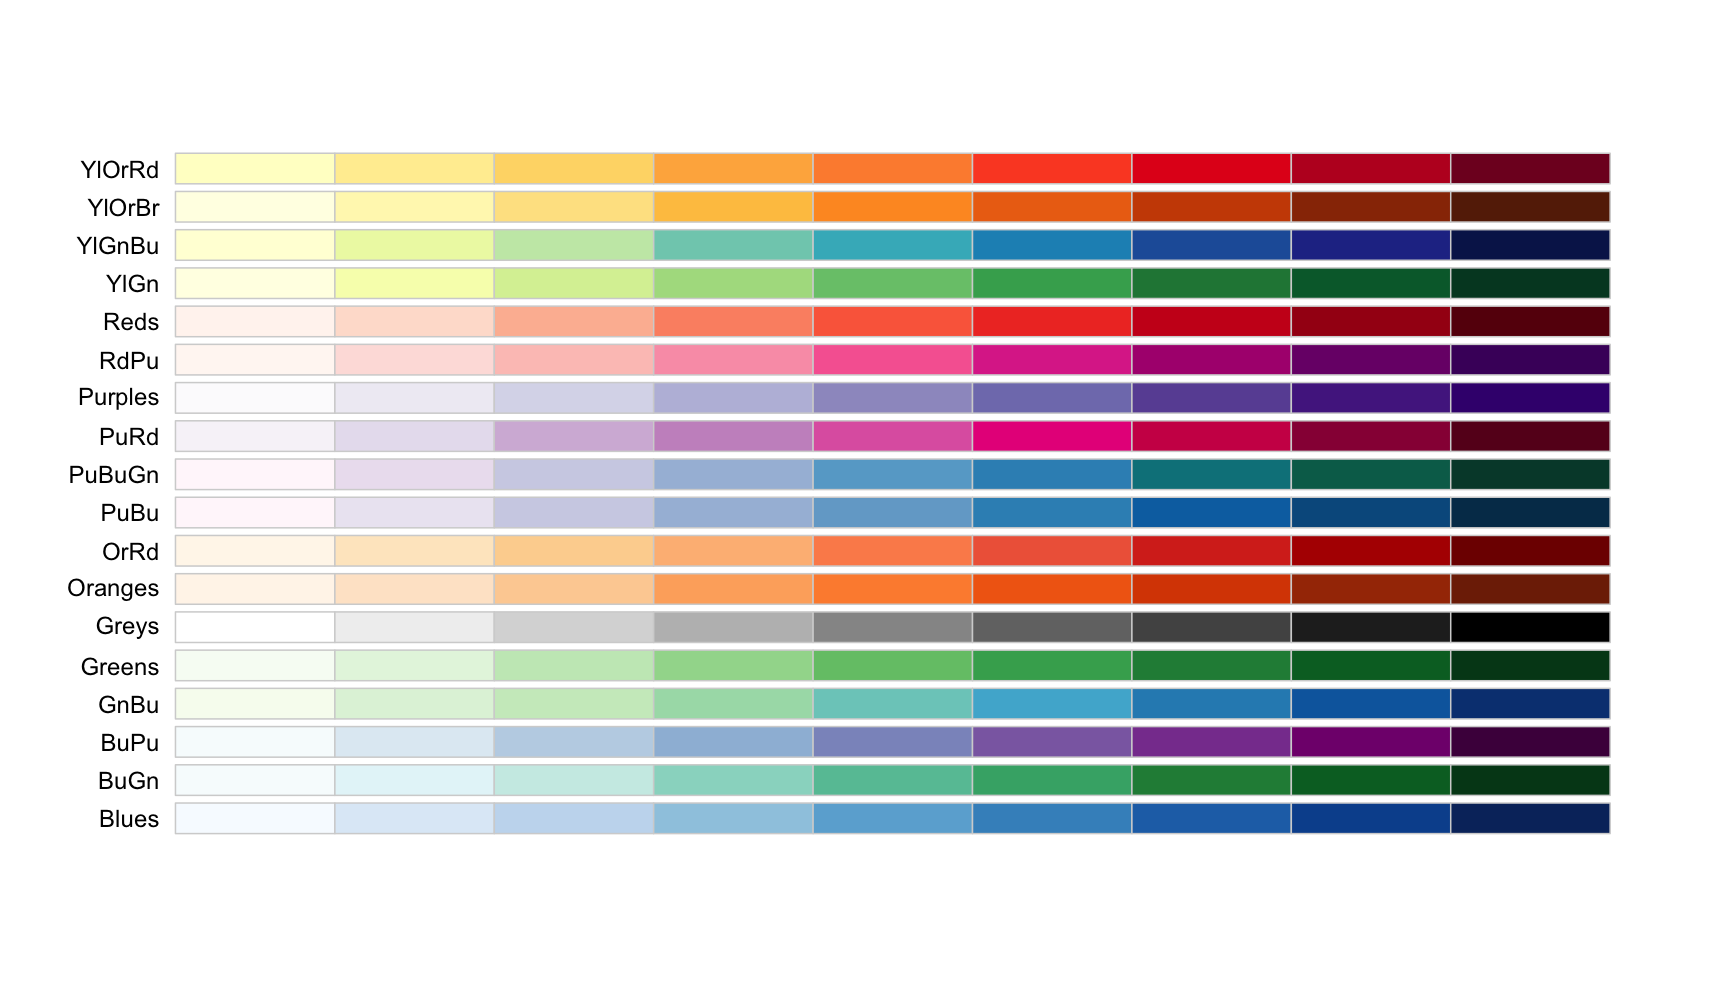 YlOrRd
YlOrBr
YlGnBu
YlGn
Reds
RdPu
Purples
PuRd
PuBuGn
PuBu
OrRd
Oranges
Greys
Greens
GnBu
BuPu
BuGn
Blues